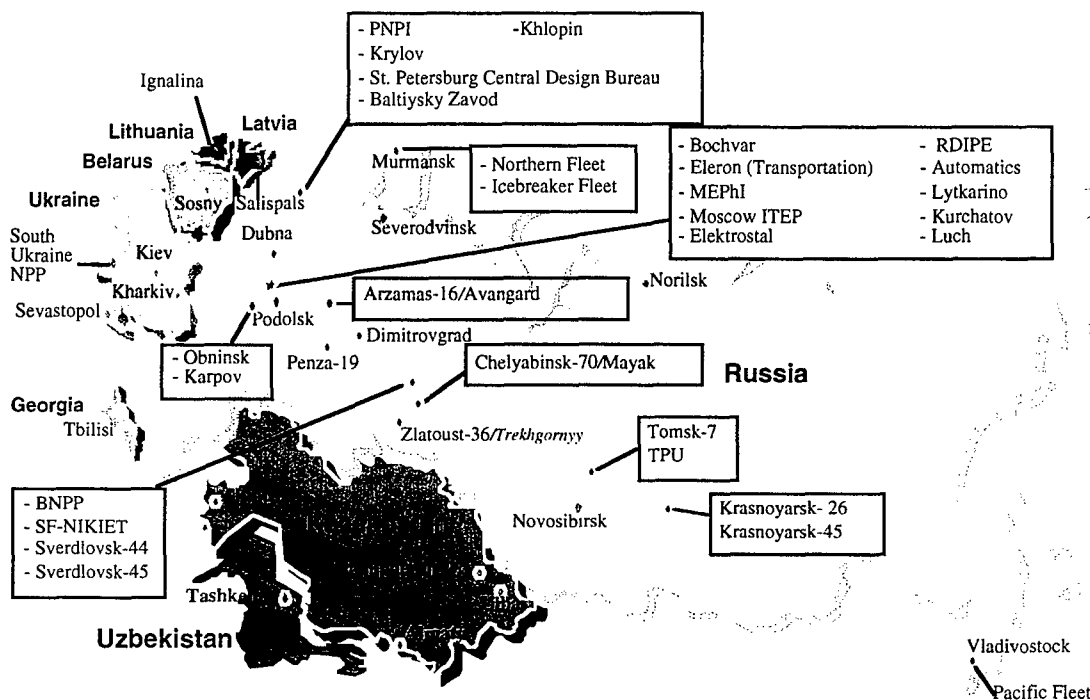 - PNPI -Khlopin
- Krylov
- St. Petersburg Central Design Bureau
- Baltiysky Zavod
Ignalina
Lithuania
Latvia
Belarus
Murmansk
- Northern Fleet
- Icebreaker Fleet
- Bochvar - RDIPE
- Eleron (Transportation) - Automatics
- MEPhI - Lytkarino
- Moscow ITEP - Kurchatov
- Elektrostal - Luch
Ukraine
Sosny
Salispals
Severodvinsk
Dubna
South
Ukraine
NPP
Kiev
Kharkiv
Norilsk
Sevastopol
Podolsk
Arzamas-16/Avangard
Dimitrovgrad
- Obninsk
- Karpov
Penza-19
Chelyabinsk-70/Mayak
Russia
Georgia
Tbilisi
Zlatoust-36/Trekhgornyy
Tomsk-7
TPU
- BNPP
- SF-NIKIET
- Sverdlovsk-44
- Sverdlovsk-45
Novosibirsk
Krasnoyarsk- 26
Krasnoyarsk-45
Tashke
Uzbekistan
Vladivostock
Pacific Fleet